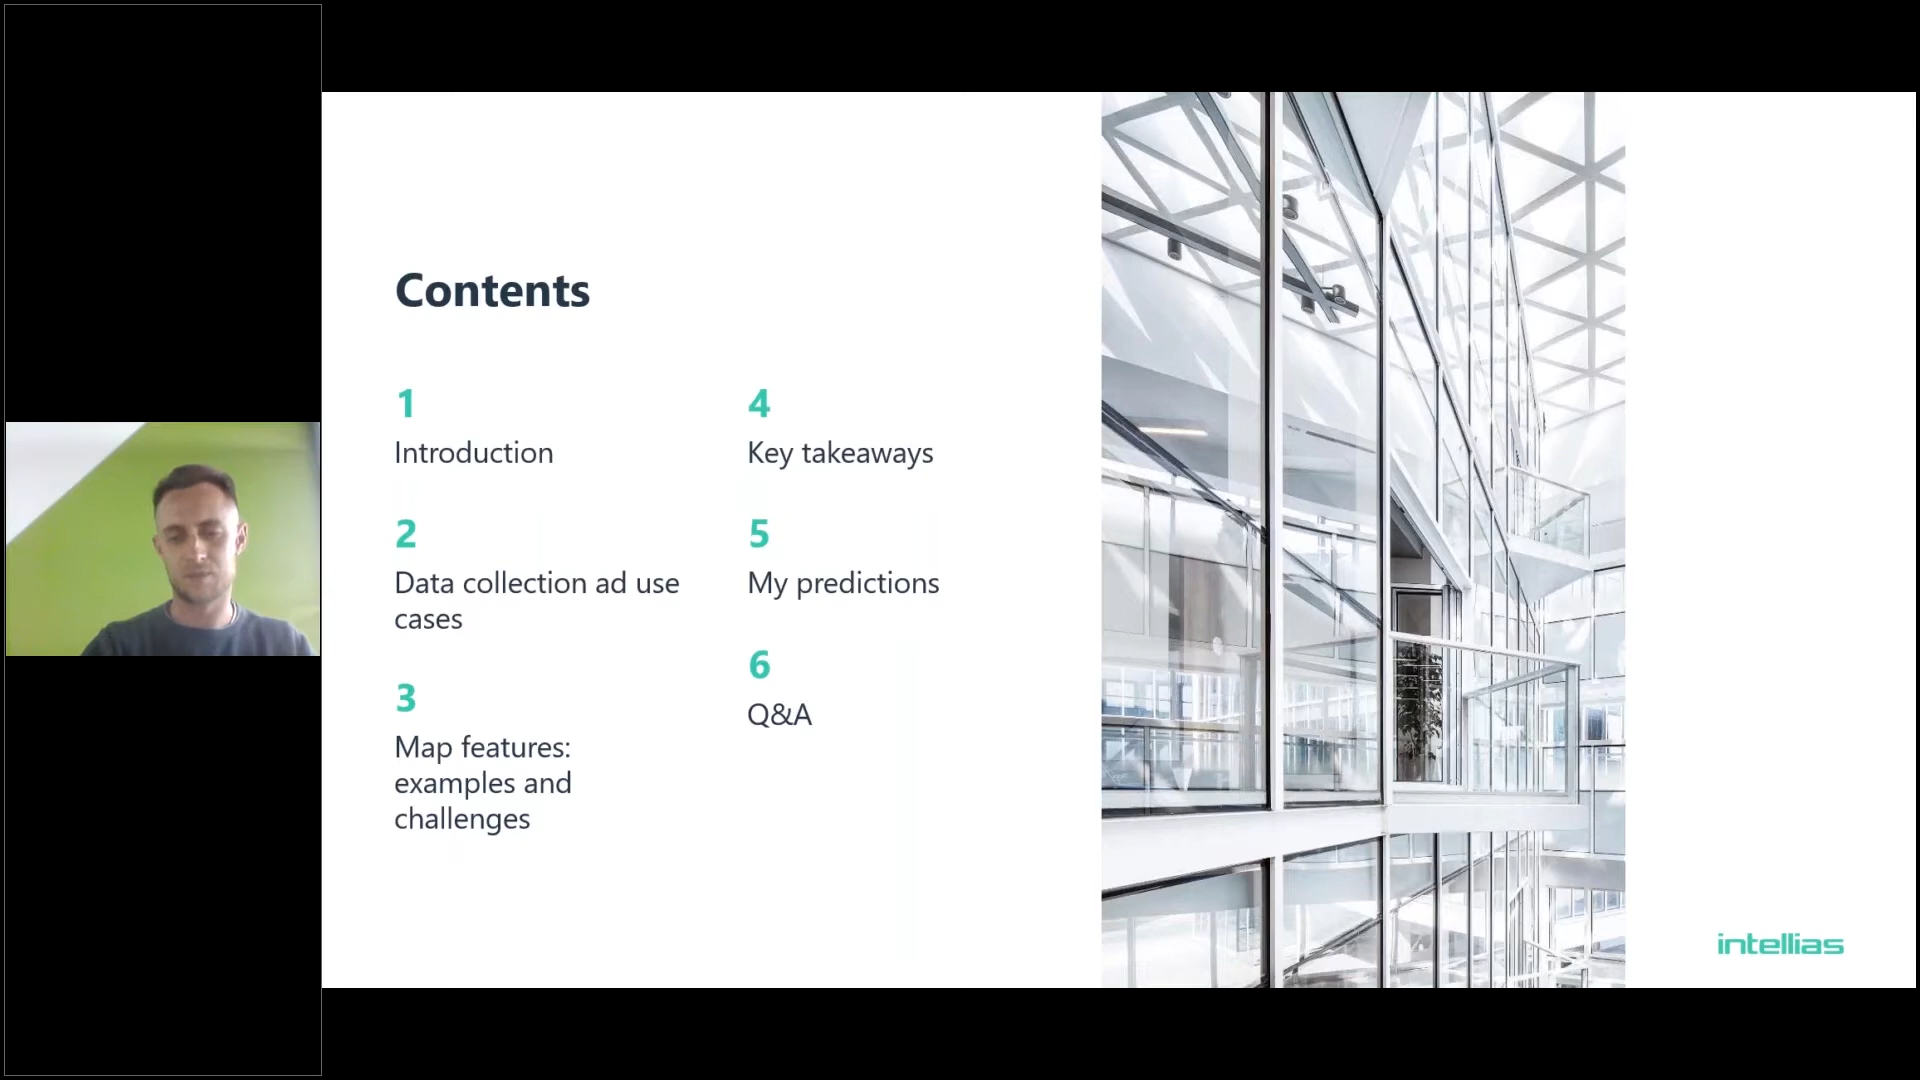 Contents
1
Introduction
2
Data collection ad use
cases
3
Map features:
examples and
challenges
4
Key takeaways
5
My predictions
6
Q&A
intellias